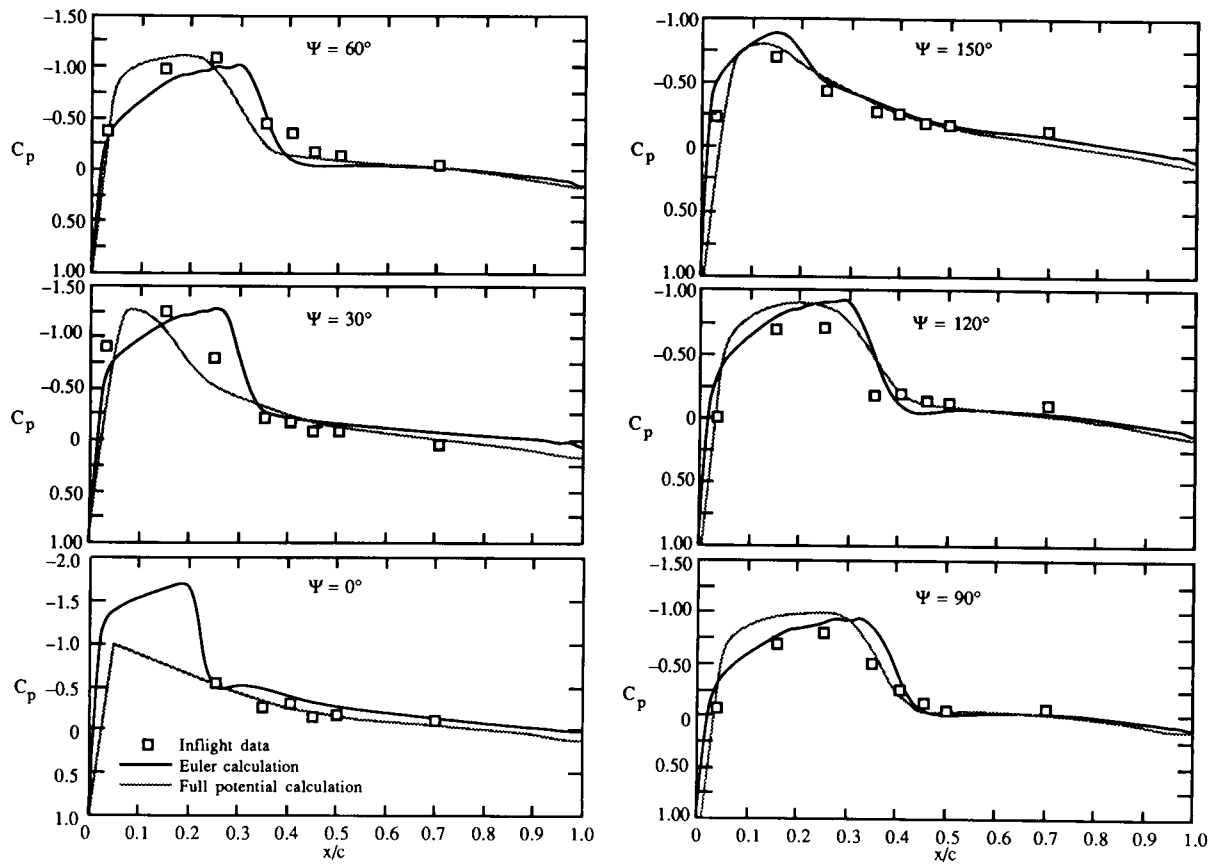 −1.50
−1.00
−0.50
C_p
0
0.50
1.00
Ψ = 60°
−1.50
−1.00
−0.50
C_p
0
0.50
1.00
Ψ = 30°
−2.0
−1.5
−1.0
C_p
−0.5
0
0.5
1.0
Ψ = 0°
Inflight data
Euler calculation
Full potential calculation
0 0.1 0.2 0.3 0.4 0.5 0.6 0.7 0.8 0.9 1.0
x/c
−1.00
−0.50
C_p
0
0.50
1.00
Ψ = 150°
−1.00
−0.50
C_p
0
0.50
1.00
Ψ = 120°
−1.50
−1.00
−0.50
C_p
0
0.50
1.00
Ψ = 90°
0 0.1 0.2 0.3 0.4 0.5 0.6 0.7 0.8 0.9 1.0
x/c